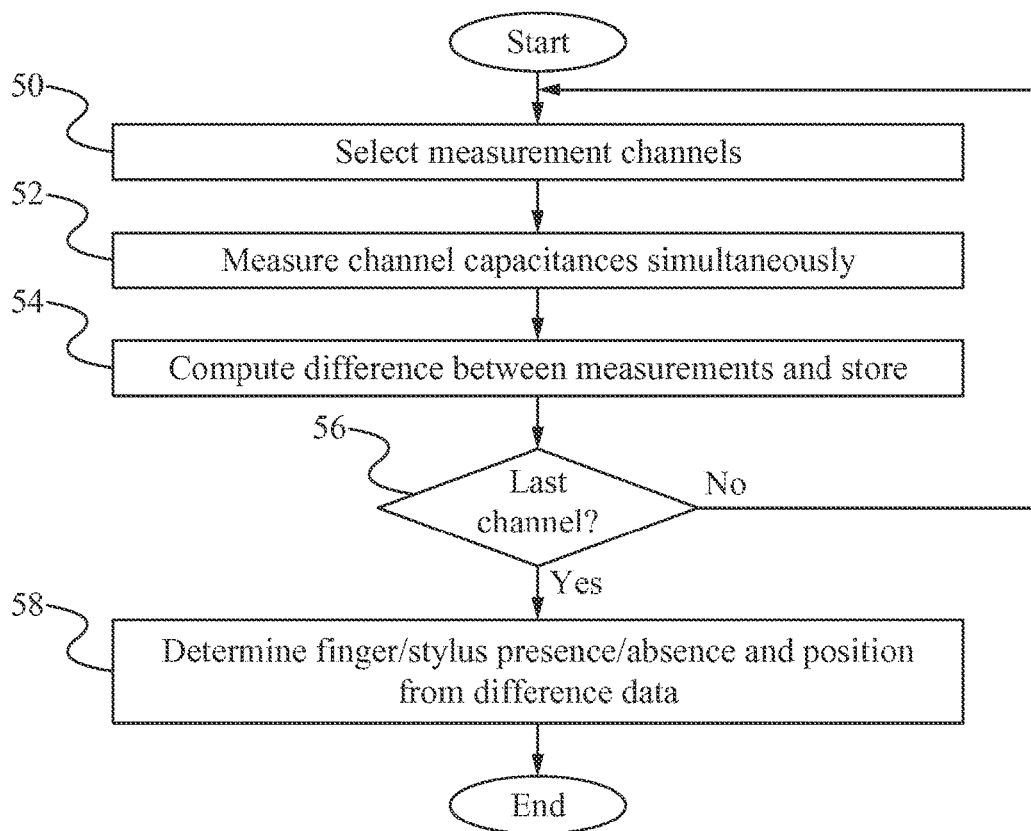 Start
50
Select measurement channels
52
Measure channel capacitances simultaneously
54
Compute difference between measurements and store
56
Last
channel?
No
Yes
58
Determine finger/stylus presence/absence and position
from difference data
End